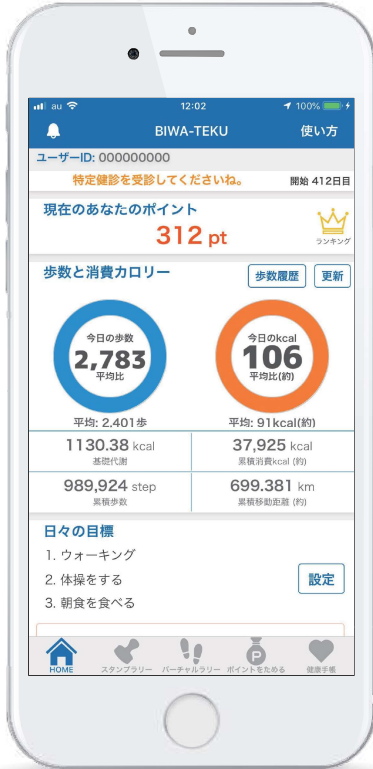 au 12:02 100%
BIWA-TEKU 使い方
ユーザーID: 000000000
特定健診を受診してくださいね。 開始 412日目
現在のあなたのポイント
312 pt
ランキング
歩数と消費カロリー 歩数履歴 更新
今日の歩数
2,783
平均比
平均: 2,401歩
今日のkcal
106
平均比(約)
平均: 91kcal(約)
1130.38 kcal
基礎代謝
37,925 kcal
累積消費kcal (約)
989,924 step
累積歩数
699.381 km
累積移動距離 (約)
日々の目標
1. ウォーキング
2. 体操をする
3. 朝食を食べる
設定
HOME スタンプラリー バーチャルラリー ポイントをためる 健康手帳
P